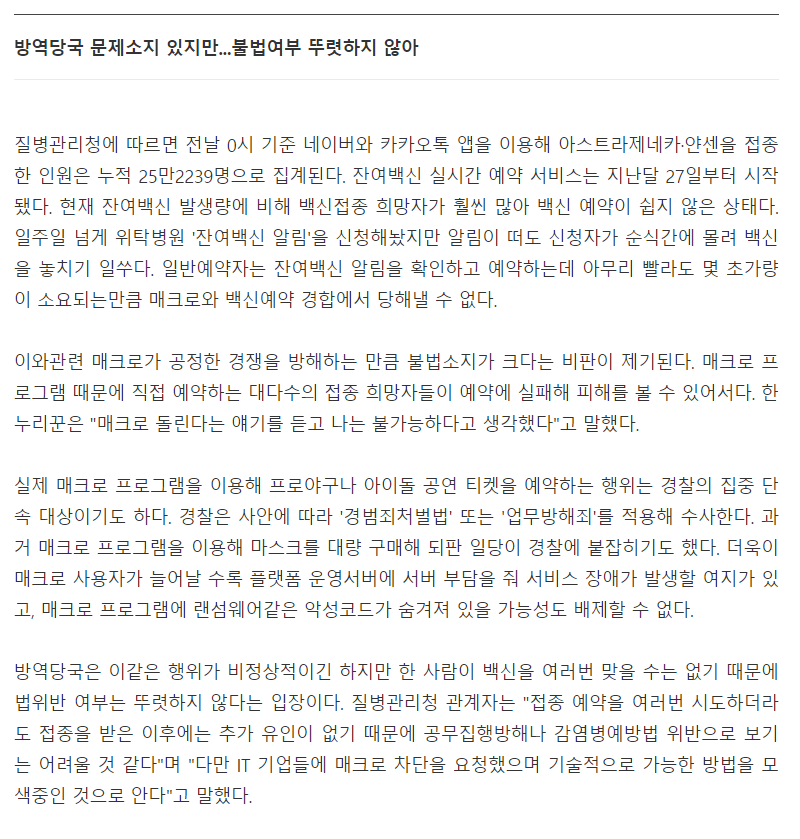 방역당국 문제소지 있지만...불법여부 뚜렷하지 않아
질병관리청에 따르면 전날 0시 기준 네이버와 카카오톡 앱을 이용해 아스트라제네카·얀센을 접종
한 인원은 누적 25만2239명으로 집계된다. 잔여백신 실시간 예약 서비스는 지난달 27일부터 시작
됐다. 현재 잔여백신 발생량에 비해 백신접종 희망자가 훨씬 많아 백신 예약이 쉽지 않은 상태다.
일주일 넘게 위탁병원 '잔여백신 알림'을 신청해놨지만 알림이 떠도 신청자가 순식간에 몰려 백신
을 놓치기 일쑤다. 일반예약자는 잔여백신 알림을 확인하고 예약하는데 아무리 빨라도 몇 초가량
이 소요되는만큼 매크로와 백신예약 경합에서 당해낼 수 없다.
이와관련 매크로가 공정한 경쟁을 방해하는 만큼 불법소지가 크다는 비판이 제기된다. 매크로 프
로그램 때문에 직접 예약하는 대다수의 접종 희망자들이 예약에 실패해 피해를 볼 수 있어서다. 한
누리꾼은 "매크로 돌린다는 얘기를 듣고 나는 불가능하다고 생각했다"고 말했다.
실제 매크로 프로그램을 이용해 프로야구나 아이돌 공연 티켓을 예약하는 행위는 경찰의 집중 단
속 대상이기도 하다. 경찰은 사안에 따라 '경범죄처벌법' 또는 '업무방해죄'를 적용해 수사한다. 과
거 매크로 프로그램을 이용해 마스크를 대량 구매해 되판 일당이 경찰에 붙잡히기도 했다. 더욱이
매크로 사용자가 늘어날 수록 플랫폼 운영서버에 서버 부담을 줘 서비스 장애가 발생할 여지가 있
고, 매크로 프로그램에 랜섬웨어같은 악성코드가 숨겨져 있을 가능성도 배제할 수 없다.
방역당국은 이같은 행위가 비정상적이긴 하지만 한 사람이 백신을 여러번 맞을 수는 없기 때문에
법위반 여부는 뚜렷하지 않다는 입장이다. 질병관리청 관계자는 "접종 예약을 여러번 시도하더라
도 접종을 받은 이후에는 추가 유인이 없기 때문에 공무집행방해나 감염병예방법 위반으로 보기
는 어려울 것 같다"며 "다만 IT 기업들에 매크로 차단을 요청했으며 기술적으로 가능한 방법을 모
색중인 것으로 안다"고 말했다.